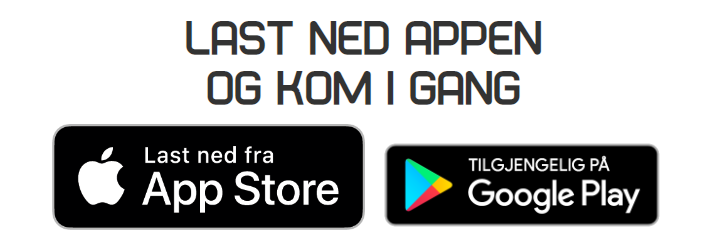 LAST NED APPEN
OG KOM I GANG
Last ned fra
App Store
TILGJENGELIG PÅ
Google Play